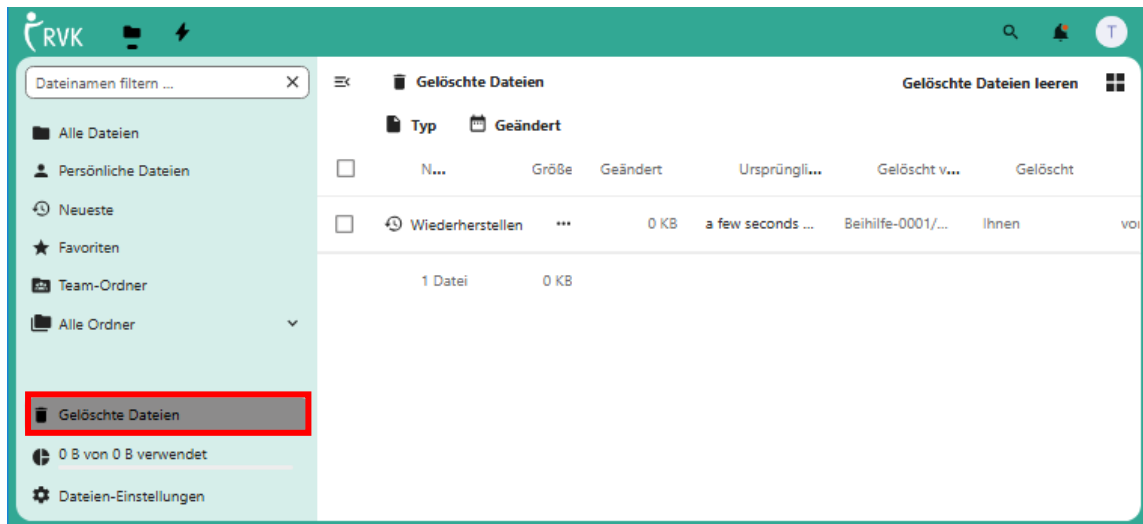 RVK
T
Dateinamen filtern ...
Alle Dateien
Persönliche Dateien
Neueste
Favoriten
Team-Ordner
Alle Ordner
Gelöschte Dateien
0 B von 0 B verwendet
Dateien-Einstellungen
Gelöschte Dateien Gelöschte Dateien leeren
Typ Geändert
N... Größe Geändert Ursprüngli... Gelöscht v... Gelöscht
Wiederherstellen ... 0 KB a few seconds ... Beihilfe-0001/... Ihnen
1 Datei 0 KB